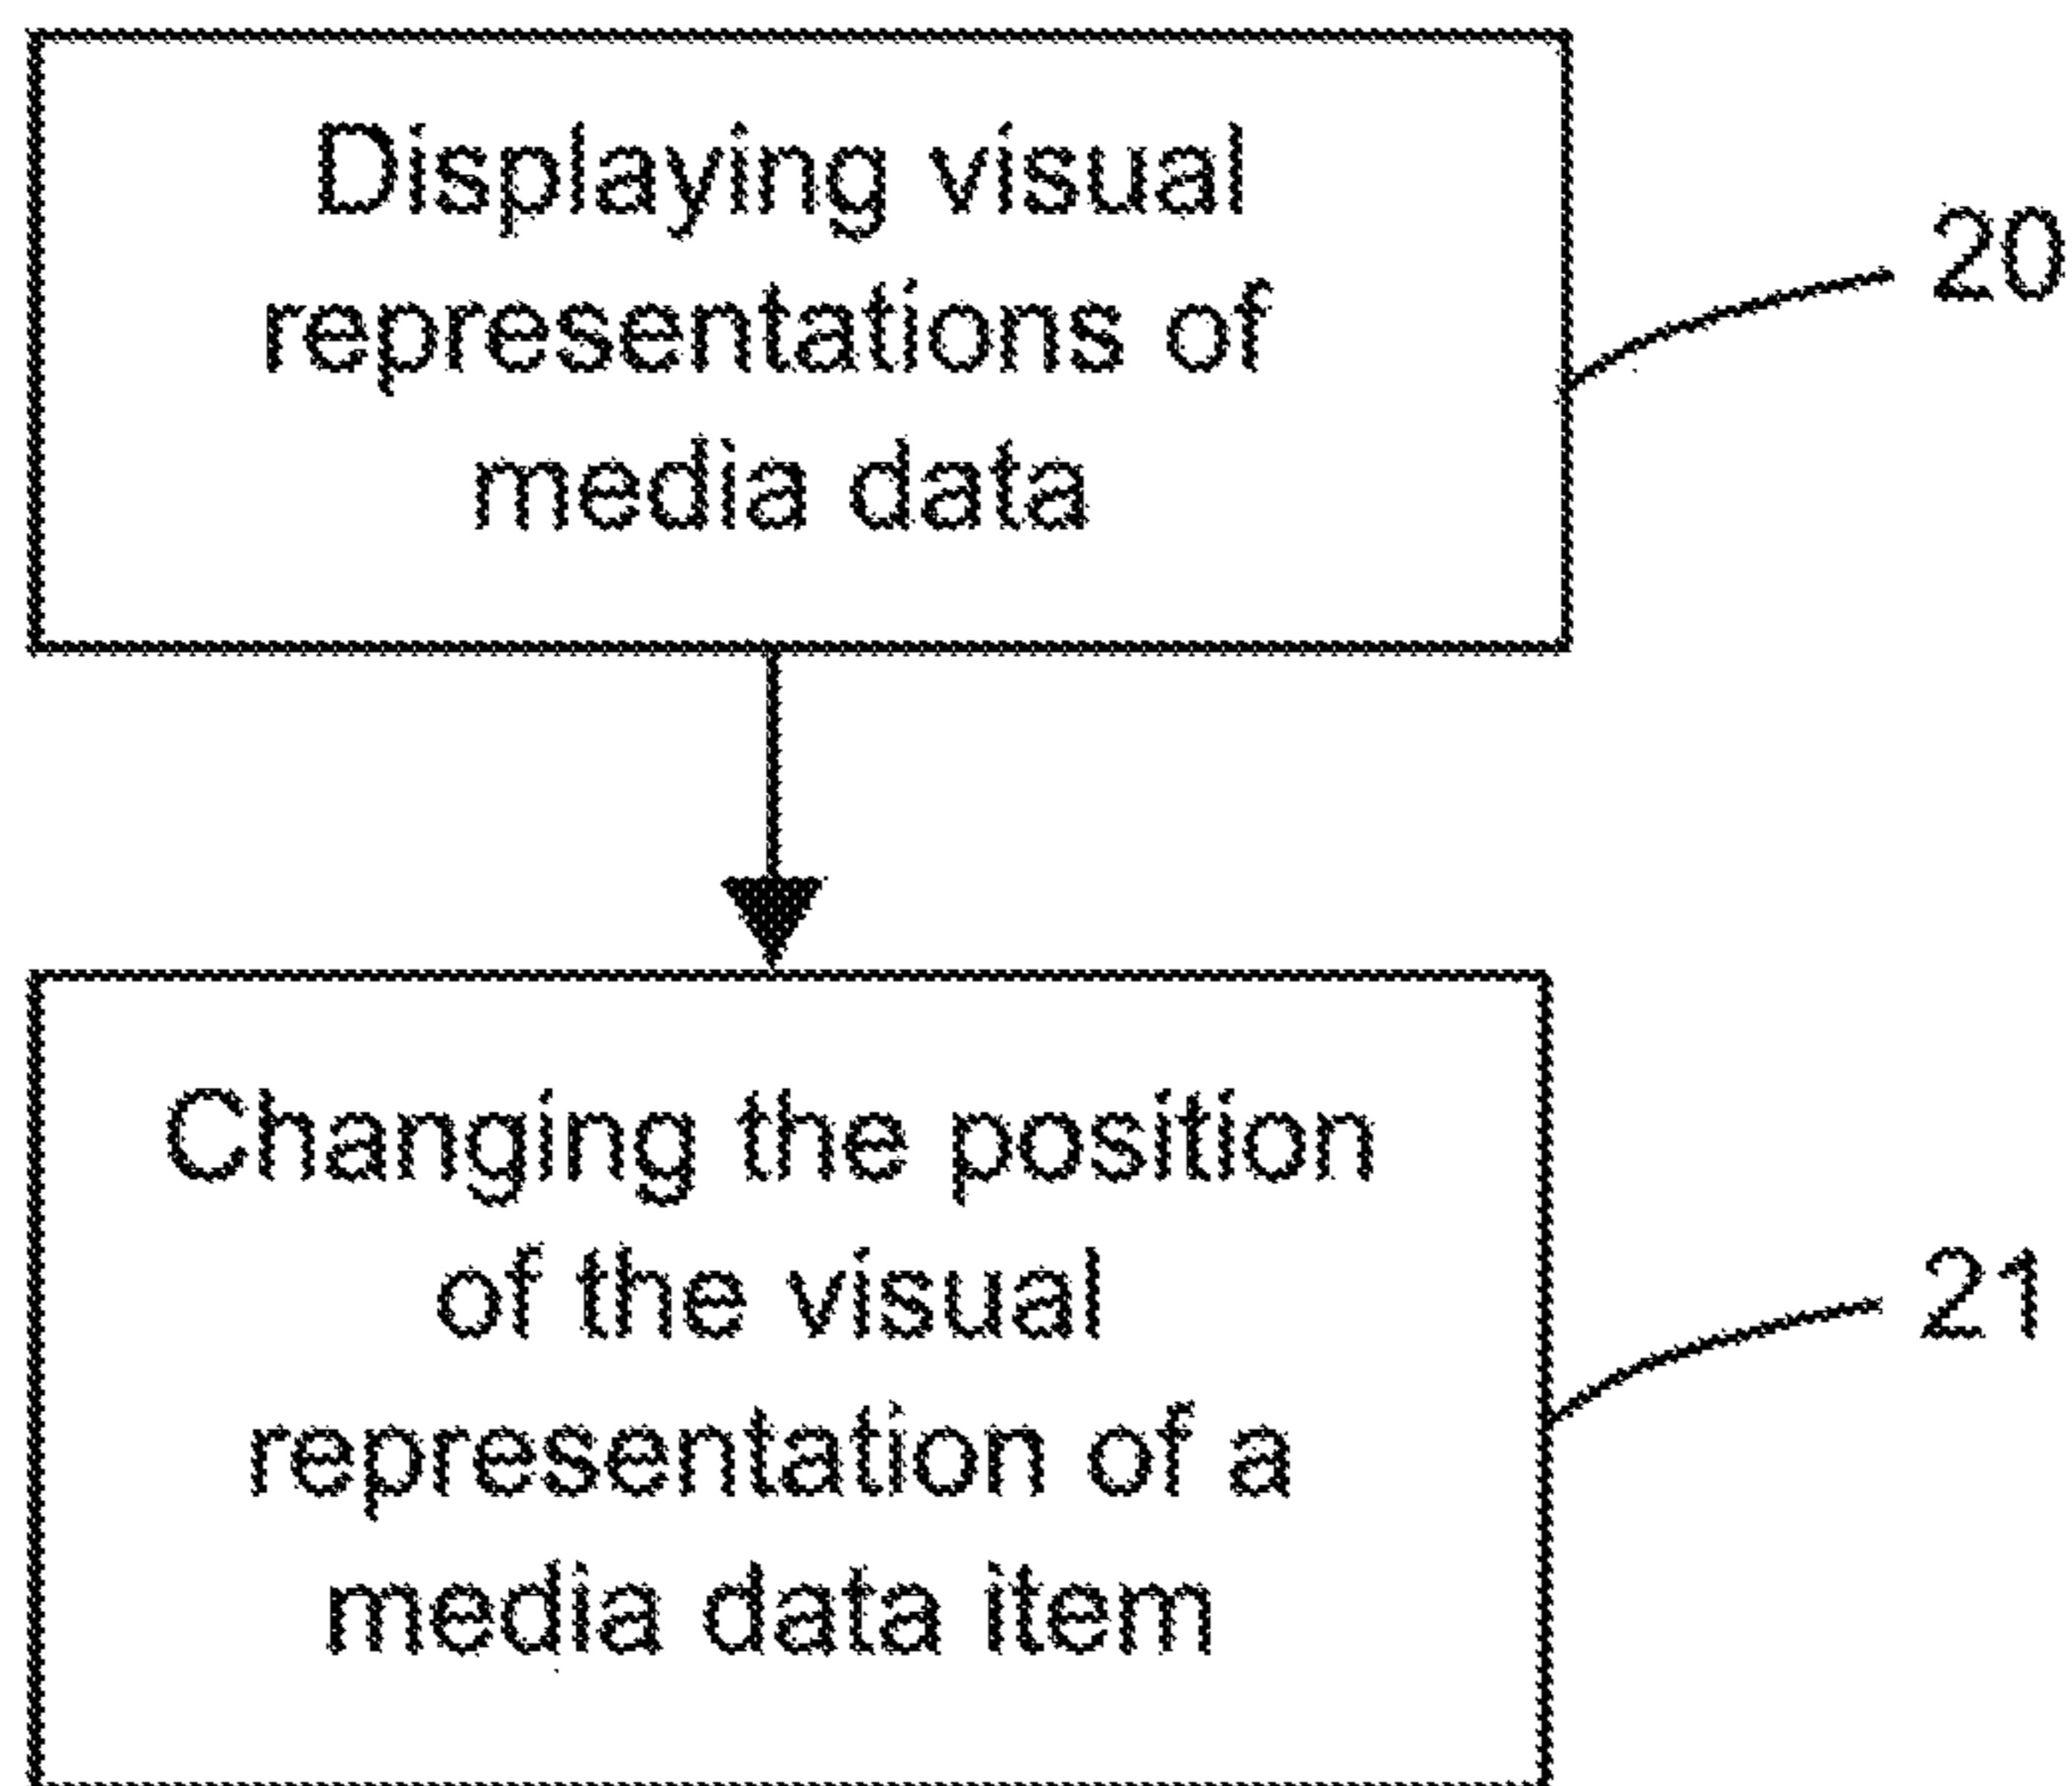 Displaying visual
representations of
media data
20
Changing the position
of the visual
representation of a
media data item
21